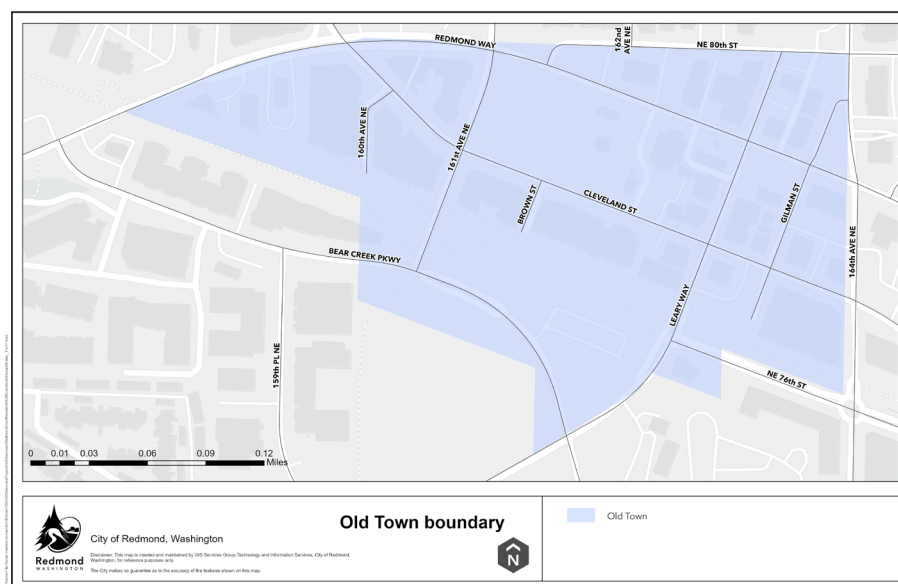 REDMOND WAY
162nd
AVE NE
NE 80th ST
160th AVE NE
161st AVE NE
BROWN ST
CLEVELAND ST
GILMAN ST
164th AVE NE
BEAR CREEK PKWY
LEARY WAY
159th PL NE
NE 76th ST
0 0.01 0.03 0.06 0.09 0.12
Miles
Redmond
WASHINGTON
City of Redmond, Washington
Disclaimer: This map is created and maintained by GIS Services Group,Technology and Information Services, City of Redmond,
Washington, for reference purposes only.
The City makes no guarantee as to the accuracy of the features shown on this map.
Old Town boundary
N
Old Town